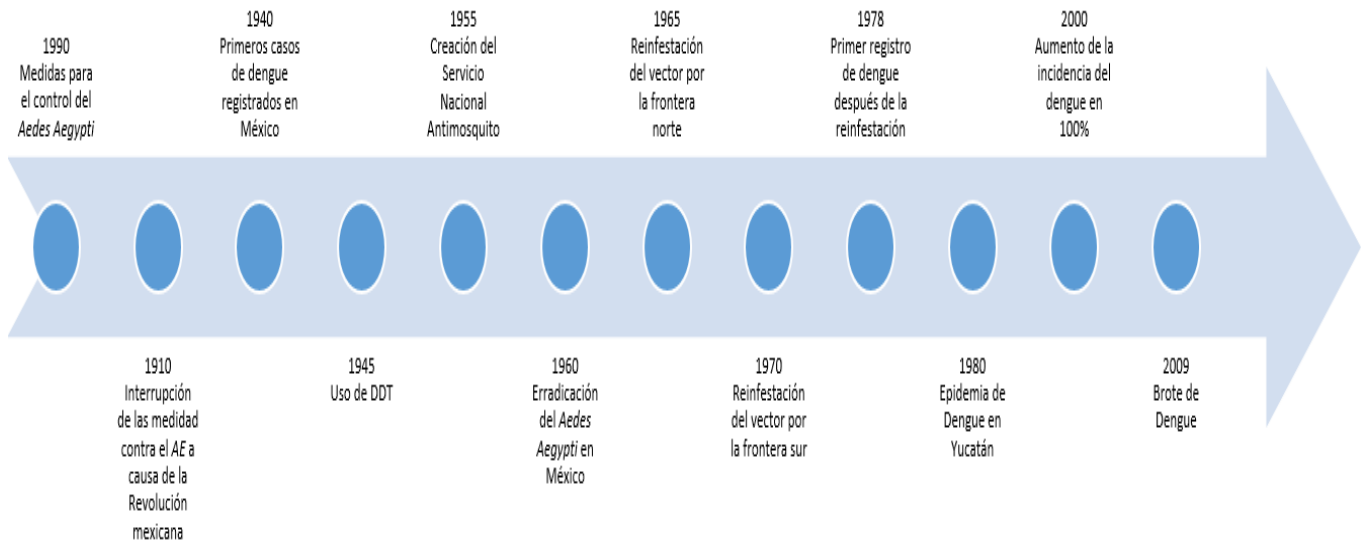 1990
Medidas para
el control del
Aedes Aegypti
1910
Interrupción
de las medidad
contra el AE a
causa de la
Revolución
mexicana
1940
Primeros casos
de dengue
registrados en
México
1945
Uso de DDT
1955
Creación del
Servicio
Nacional
Antimosquito
1960
Erradicación
del Aedes
Aegypti en
México
1965
Reinfestación
del vector por
la frontera
norte
1970
Reinfestación
del vector por
la frontera sur
1978
Primer registro
de dengue
después de la
reinfestación
1980
Epidemia de
Dengue en
Yucatán
2000
Aumento de la
incidencia del
dengue en
100%
2009
Brote de
Dengue